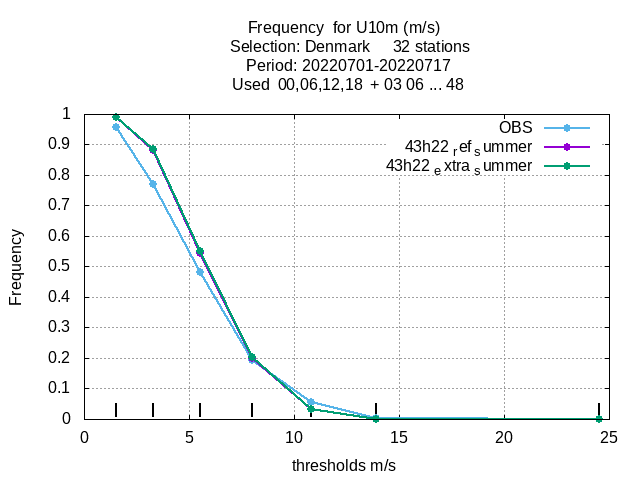 Frequency for U10m (m/s)
Selection: Denmark 32 stations
Period: 20220701-20220717
Used 00,06,12,18 + 03 06 ... 48
OBS
43h22 ref summer
43h22 extra summer
Frequency
1
0.9
0.8
0.7
0.6
0.5
0.4
0.3
0.2
0.1
0
0 5 10 15 20 25
thresholds m/s